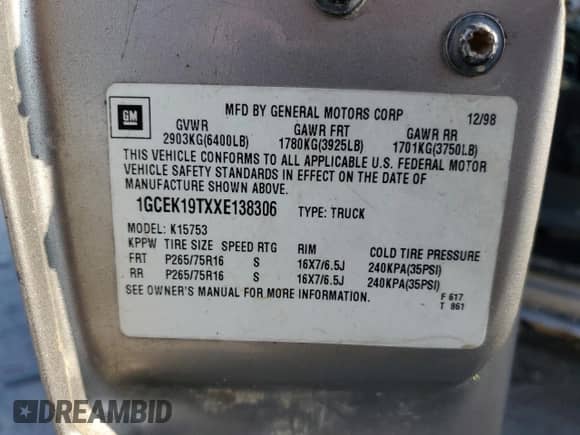 GM
MFD BY GENERAL MOTORS CORP 12/98
GVWR GAWR FRT GAWR RR
2903KG(6400LB) 1780KG(3925LB) 1701KG(3750LB)
THIS VEHICLE CONFORMS TO ALL APPLICABLE U.S. FEDERAL MOTOR
VEHICLE SAFETY STANDARDS IN EFFECT ON THE DATE OF
MANUFACTURE SHOWN ABOVE.
1GCEK19TXXE138306 TYPE: TRUCK
MODEL: K15753
KPPW TIRE SIZE SPEED RTG RIM COLD TIRE PRESSURE
FRT P265/75R16 S 16X7/6.5J 240KPA(35PSI)
RR P265/75R16 S 16X7/6.5J 240KPA(35PSI)
SEE OWNER'S MANUAL FOR MORE INFORMATION.
F 617
T 861
DREAMBID